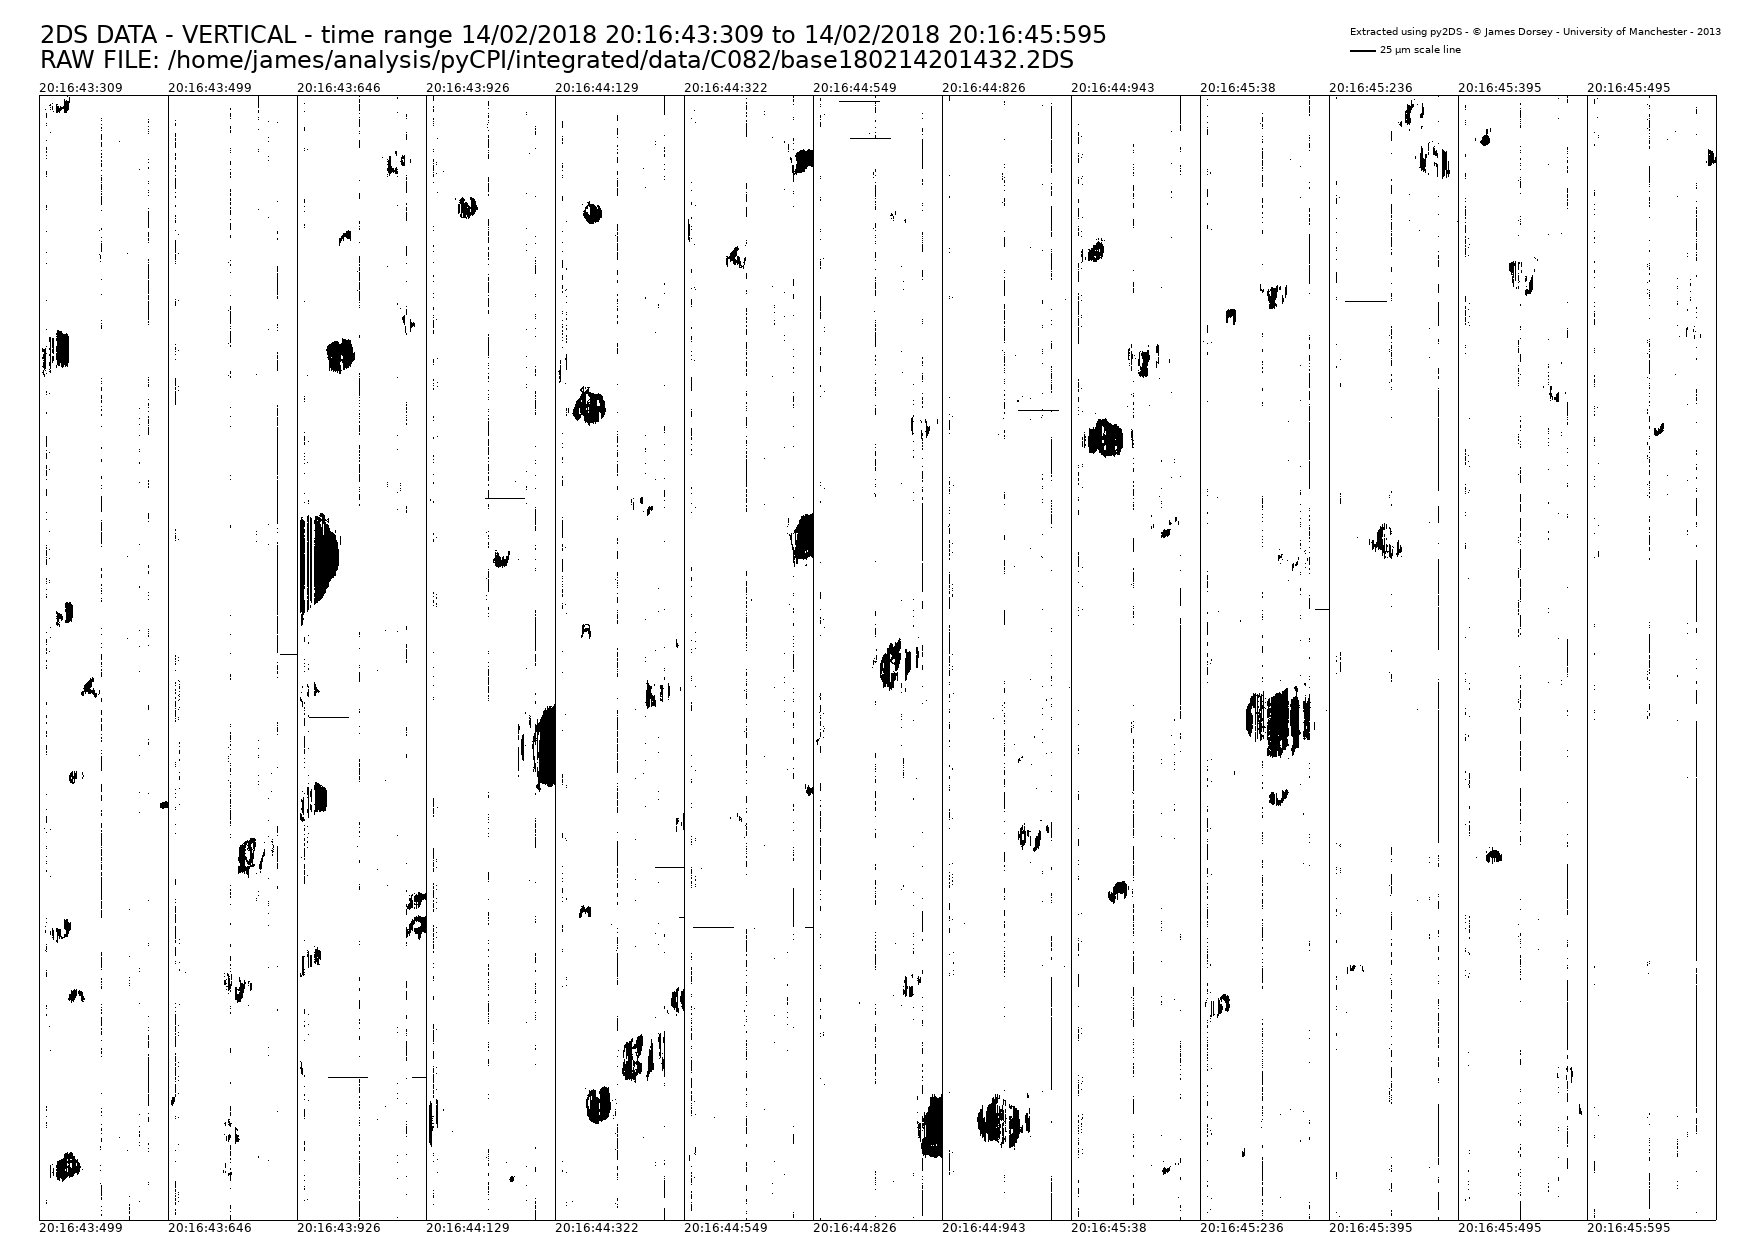 2DS DATA - VERTICAL - time range 14/02/2018 20:16:43:309 to 14/02/2018 20:16:45:595
RAW FILE: /home/james/analysis/pyCPI/integrated/data/C082/base180214201432.2DS
Extracted using py2DS - © James Dorsey - University of Manchester - 2013
25 µm scale line
20:16:43:309 20:16:43:499 20:16:43:646 20:16:43:926 20:16:44:129 20:16:44:322 20:16:44:549 20:16:44:826 20:16:44:943 20:16:45:38 20:16:45:236 20:16:45:395 20:16:45:495
20:16:43:499 20:16:43:646 20:16:43:926 20:16:44:129 20:16:44:322 20:16:44:549 20:16:44:826 20:16:44:943 20:16:45:38 20:16:45:236 20:16:45:395 20:16:45:495 20:16:45:595